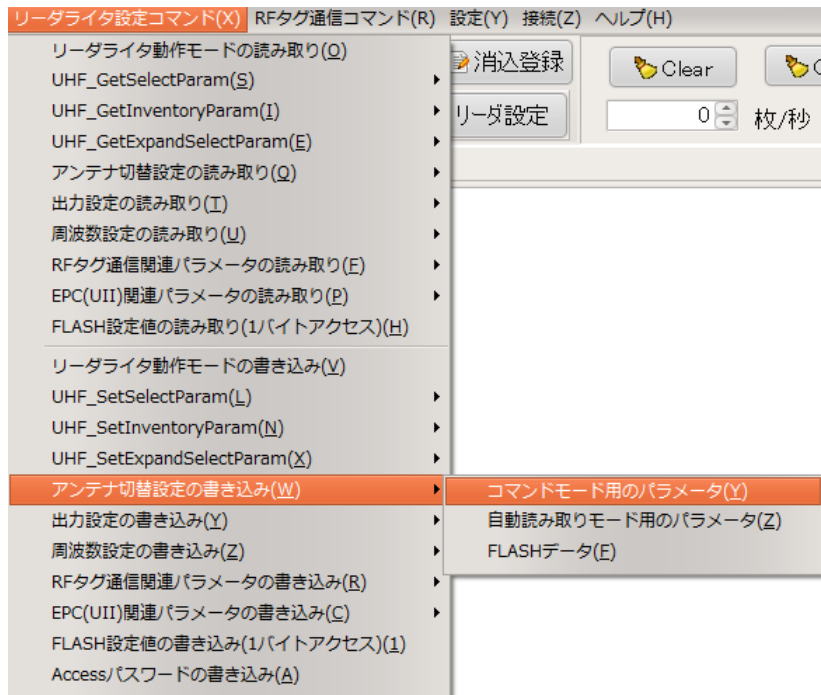 リーダライタ設定コマンド(X) RFタグ通信コマンド(R) 設定(Y) 接続(Z) ヘルプ(H)
消込登録
Clear
リーダ設定
0 枚/秒
リーダライタ動作モードの読み取り(O)
UHF_GetSelectParam(S)
UHF_GetInventoryParam(I)
UHF_GetExpandSelectParam(E)
アンテナ切替設定の読み取り(Q)
出力設定の読み取り(T)
周波数設定の読み取り(U)
RFタグ通信関連パラメータの読み取り(F)
EPC(UII)関連パラメータの読み取り(P)
FLASH設定値の読み取り(1バイトアクセス)(H)
リーダライタ動作モードの書き込み(V)
UHF_SetSelectParam(L)
UHF_SetInventoryParam(N)
UHF_SetExpandSelectParam(X)
アンテナ切替設定の書き込み(W)
出力設定の書き込み(Y)
周波数設定の書き込み(Z)
RFタグ通信関連パラメータの書き込み(R)
EPC(UII)関連パラメータの書き込み(C)
FLASH設定値の書き込み(1バイトアクセス)(1)
Accessパスワードの書き込み(A)
コマンドモード用のパラメータ(Y)
自動読み取りモード用のパラメータ(Z)
FLASHデータ(F)